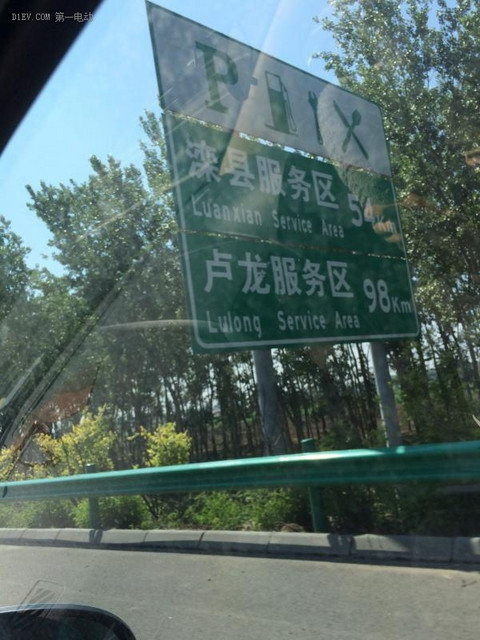 D1EV.COM 第一电动
P
滦县服务区 54Km
Luanxian Service Area
卢龙服务区 98Km
Lulong Service Area